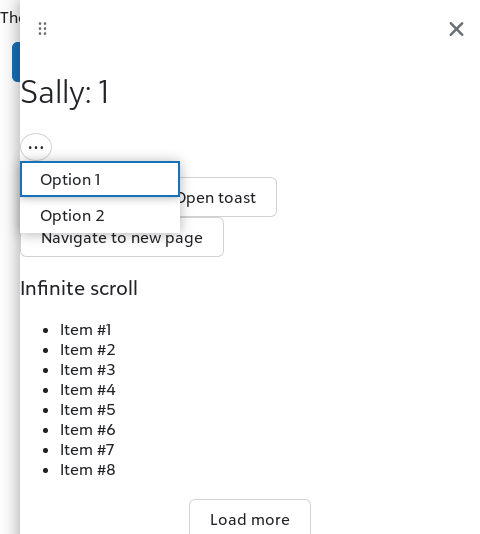 Sally: 1
Option 1
Option 2
Open toast
Navigate to new page
Infinite scroll
Item #1
Item #2
Item #3
Item #4
Item #5
Item #6
Item #7
Item #8
Load more